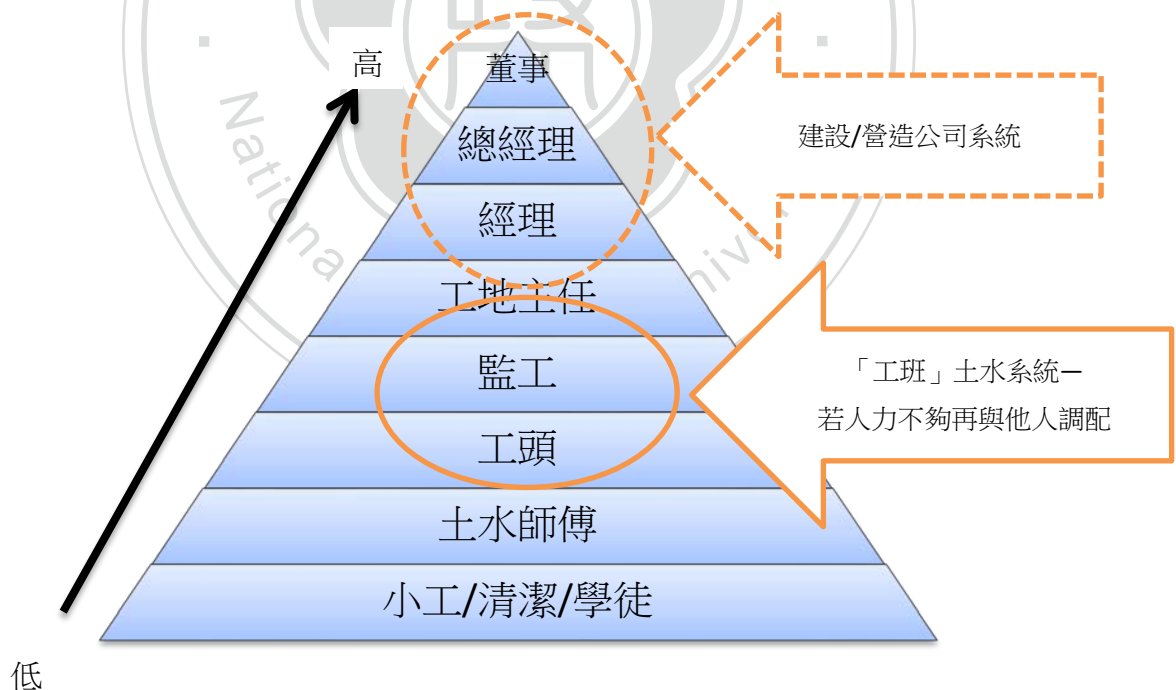 高
董事
總經理
經理
工地主任
監工
工頭
土水師傅
小工/清潔/學徒
低
建設/營造公司系統
「工班」土水系統—
若人力不夠再與他人調配
Nationa
niver